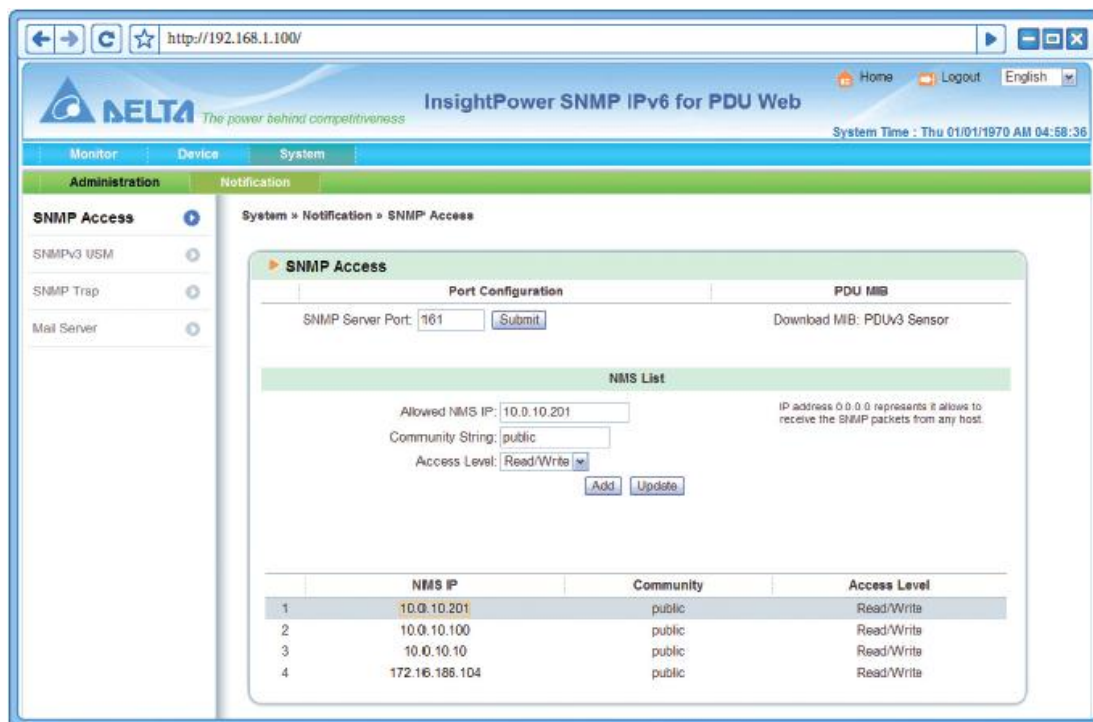 http://192.168.1.100/
Home Logout English
DELTA The power behind competitiveness InsightPower SNMP IPv6 for PDU Web
System Time : Thu 01/01/1970 AM 04:58:36
Monitor Device System
Administration Notification
SNMP Access
SNMPv3 USM
SNMP Trap
Mail Server
System » Notification » SNMP Access
SNMP Access
Port Configuration PDU MIB
SNMP Server Port: 161 Submit Download MIB: PDUv3 Sensor
NMS List
Allowed NMS IP: 10.0.10.201
Community String: public
Access Level: Read/Write
Add Update
IP address 0.0.0.0 represents it allows to
receive the SNMP packets from any host.
NMS IP Community Access Level
1 10.0.10.201 public Read/Write
2 10.0.10.100 public Read/Write
3 10.0.10.10 public Read/Write
4 172.16.186.104 public Read/Write